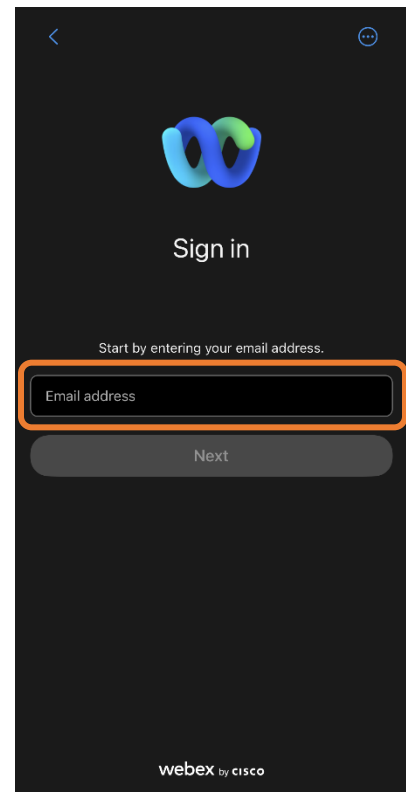 Sign in
Start by entering your email address.
Email address
Next
webex by CISCO